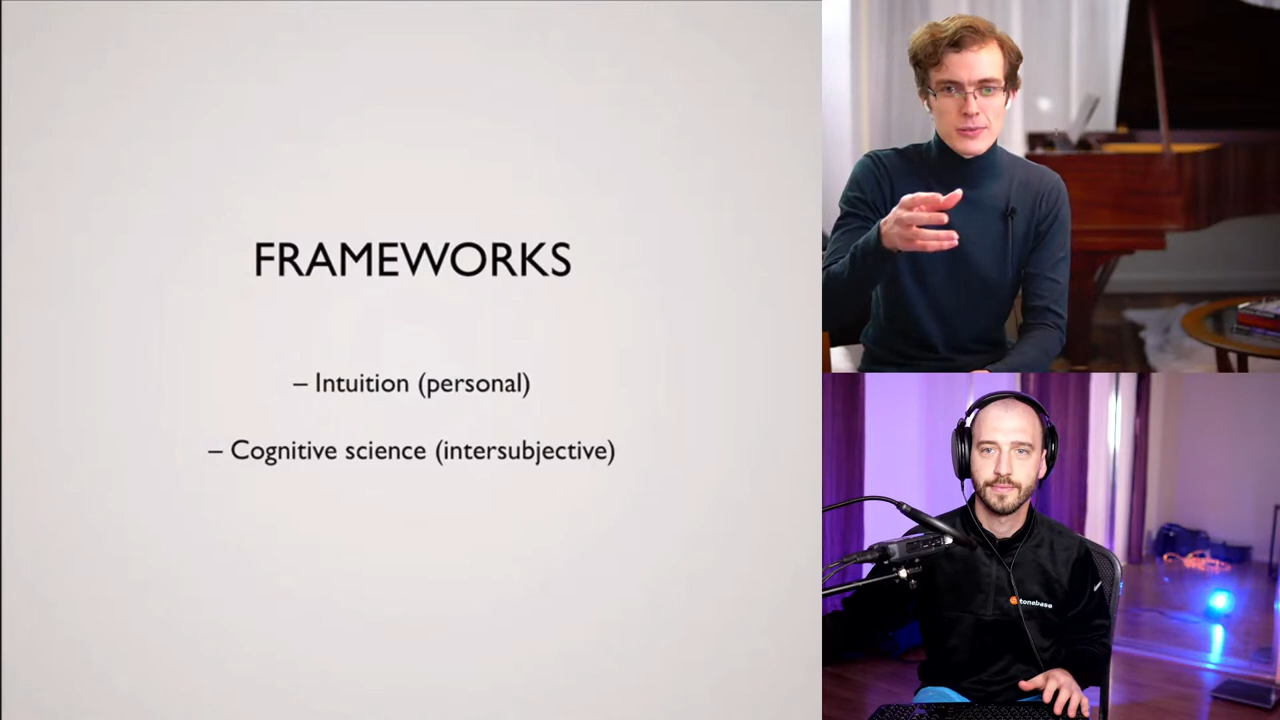 FRAMEWORKS
– Intuition (personal)
– Cognitive science (intersubjective)
tonebase